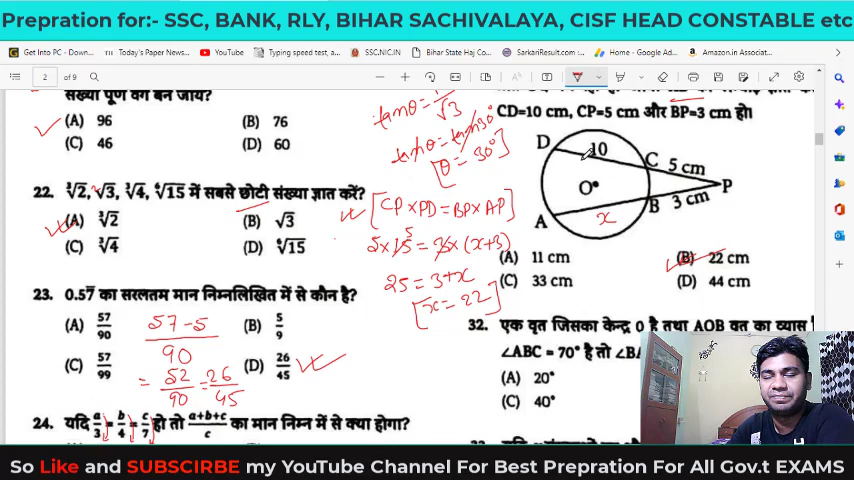 Prepration for:- SSC, BANK, RLY, BIHAR SACHIVALAYA, CISF HEAD CONSTABLE etc
Get Into PC - Down...
Today's Paper News...
YouTube
Typing speed test, a...
SSC,NIC.IN
Bihar State Haj Co...
SarkariResult.com :...
Home - Google Ads
Amazon.in Associat...
2 of 9
संख्या पूर्ण वर्ग बन जाये?
(A) 96
(B) 76
(C) 46
(D) 60
22. ∛2, √3, ∛4, ⁶√15 में सबसे छोटी संख्या ज्ञात करें?
(A) ∛2
(B) √3
(C) ∛4
(D) ⁶√15
23. 0.57̅ का सरलतम मान निम्नलिखित में से कौन है?
(A) 57/90
(B) 5/9
(C) 57/99
(D) 26/45
57-5/90
= 52/90 = 26/45
24. यदि a/3 = b/4 = c/7 हो तो a+b+c/c का मान निम्न में से क्या होगा?
tanθ = 1/√3
tanθ = tan30°
[θ = 30°]
[CP×PD = BP×AP]
5×15 5 = 3×(x+3)
25 = 3+x
[x = 22]
CD=10 cm, CP=5 cm और BP=3 cm हो।
D
10
C
5 cm
P
O
A
x
B
3 cm
(A) 11 cm
(B) 22 cm
(C) 33 cm
(D) 44 cm
32. एक वृत जिसका केन्द्र 0 है तथा AOB वृत का व्यास
∠ABC = 70° है तो
(A) 20°
(C) 40°
So Like and SUBSCIRBE my YouTube Channel For Best Prepration For All Gov.t EXAMS